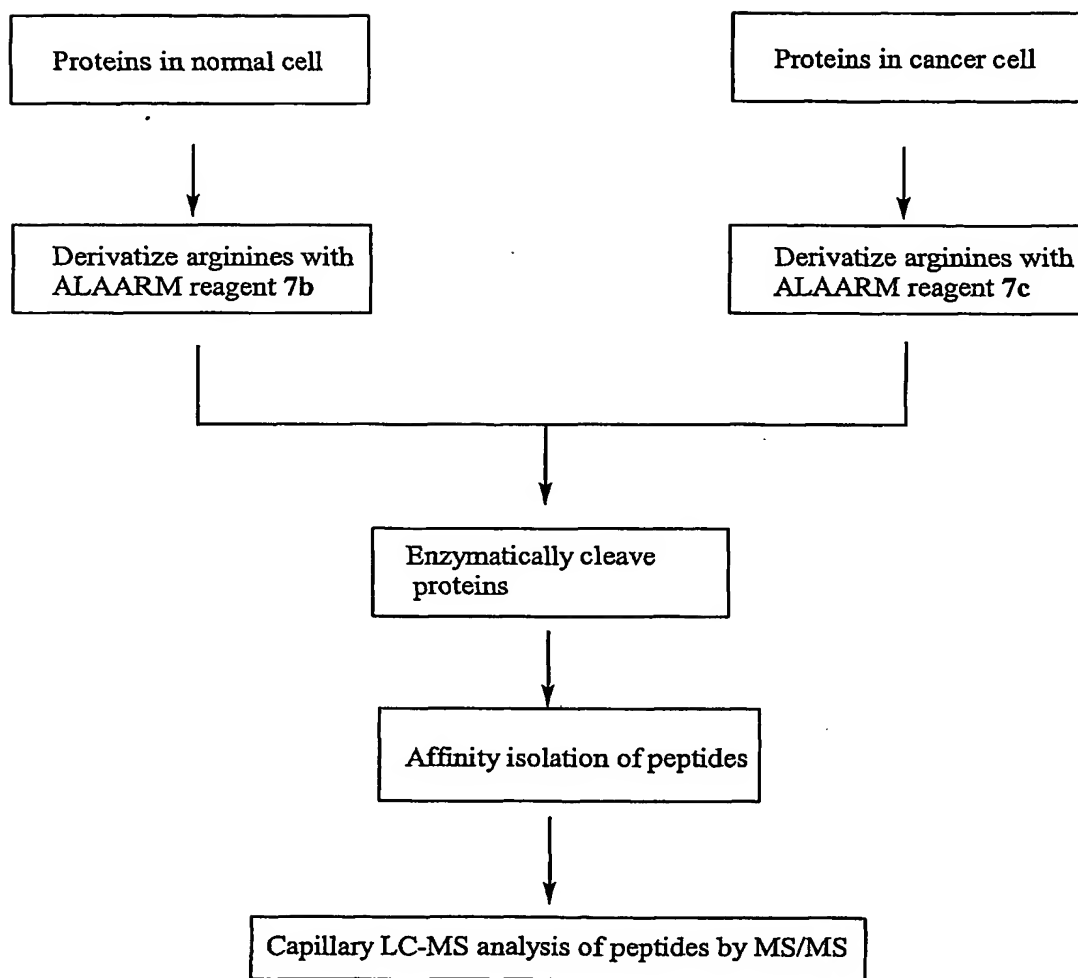 Proteins in normal cell
Proteins in cancer cell
Derivatize arginines with
ALAARM reagent 7b
Derivatize arginines with
ALAARM reagent 7c
Enzymatically cleave
proteins
Affinity isolation of peptides
Capillary LC-MS analysis of peptides by MS/MS